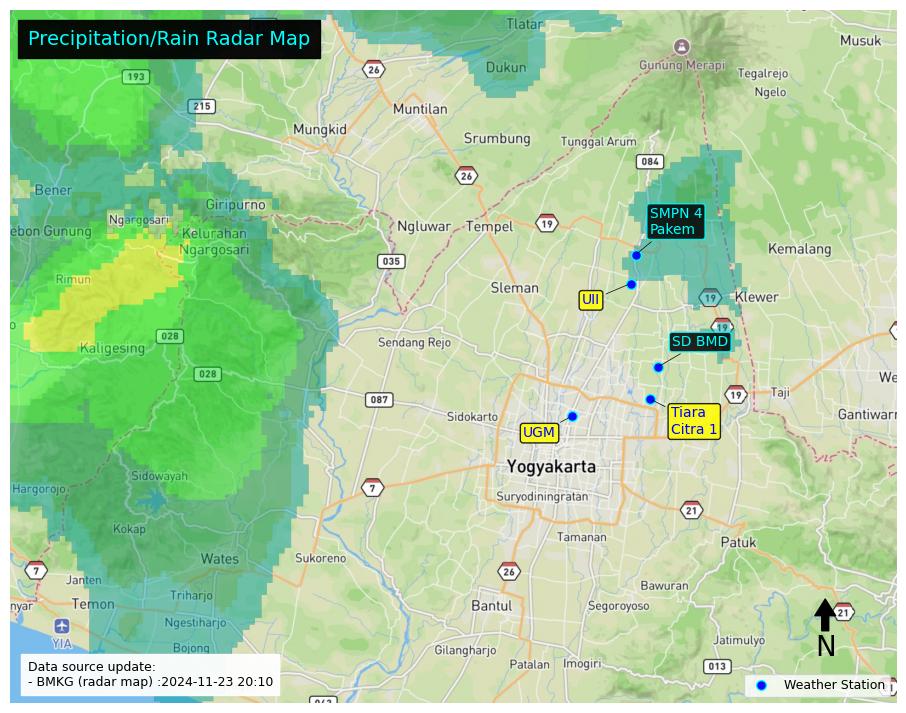 Precipitation/Rain Radar Map
Tlatar
Musuk
26
Dukun
Gunung Merapi
Tegalrejo
193
Ngelo
215
Muntilan
Mungkid
Srumbung
Tunggal Arum
084
26
Bener
Giripurno
SMPN 4
Pakem
Ngargosari
Ngluwar
Tempel
19
ebon Gunung
Kelurahan
Ngargosari
Kemalang
035
Rimun
Sleman
UII
19
Klewer
19
028
Sendang Rejo
SD BMD
Kaligesing
028
We
087
19
Taji
Sidokarto
Tiara
Citra 1
Gantiwarn
UGM
Yogyakarta
Sidowayah
Hargorojo
7
Suryodiningratan
21
Kokap
Tamanan
Patuk
Wates
Sukoreno
7
26
Janten
Bawuran
nyar
Temon
Triharjo
Bantul
Segoroyoso
21
Ngestiharjo
YIA
N
Bojong
Jatimulyo
Gilangharjo
Data source update:
- BMKG (radar map) :2024-11-23 20:10
Patalan
Imogiri
013
Weather Station